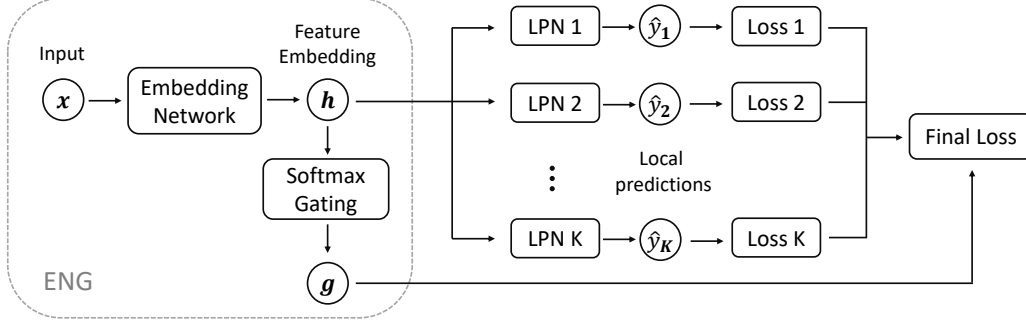 Input
x
Embedding
Network
Feature
Embedding
h
Softmax
Gating
g
ENG
LPN 1
ŷ₁
Loss 1
LPN 2
ŷ₂
Loss 2
⋮
Local
predictions
LPN K
ŷ_K
Loss K
Final Loss